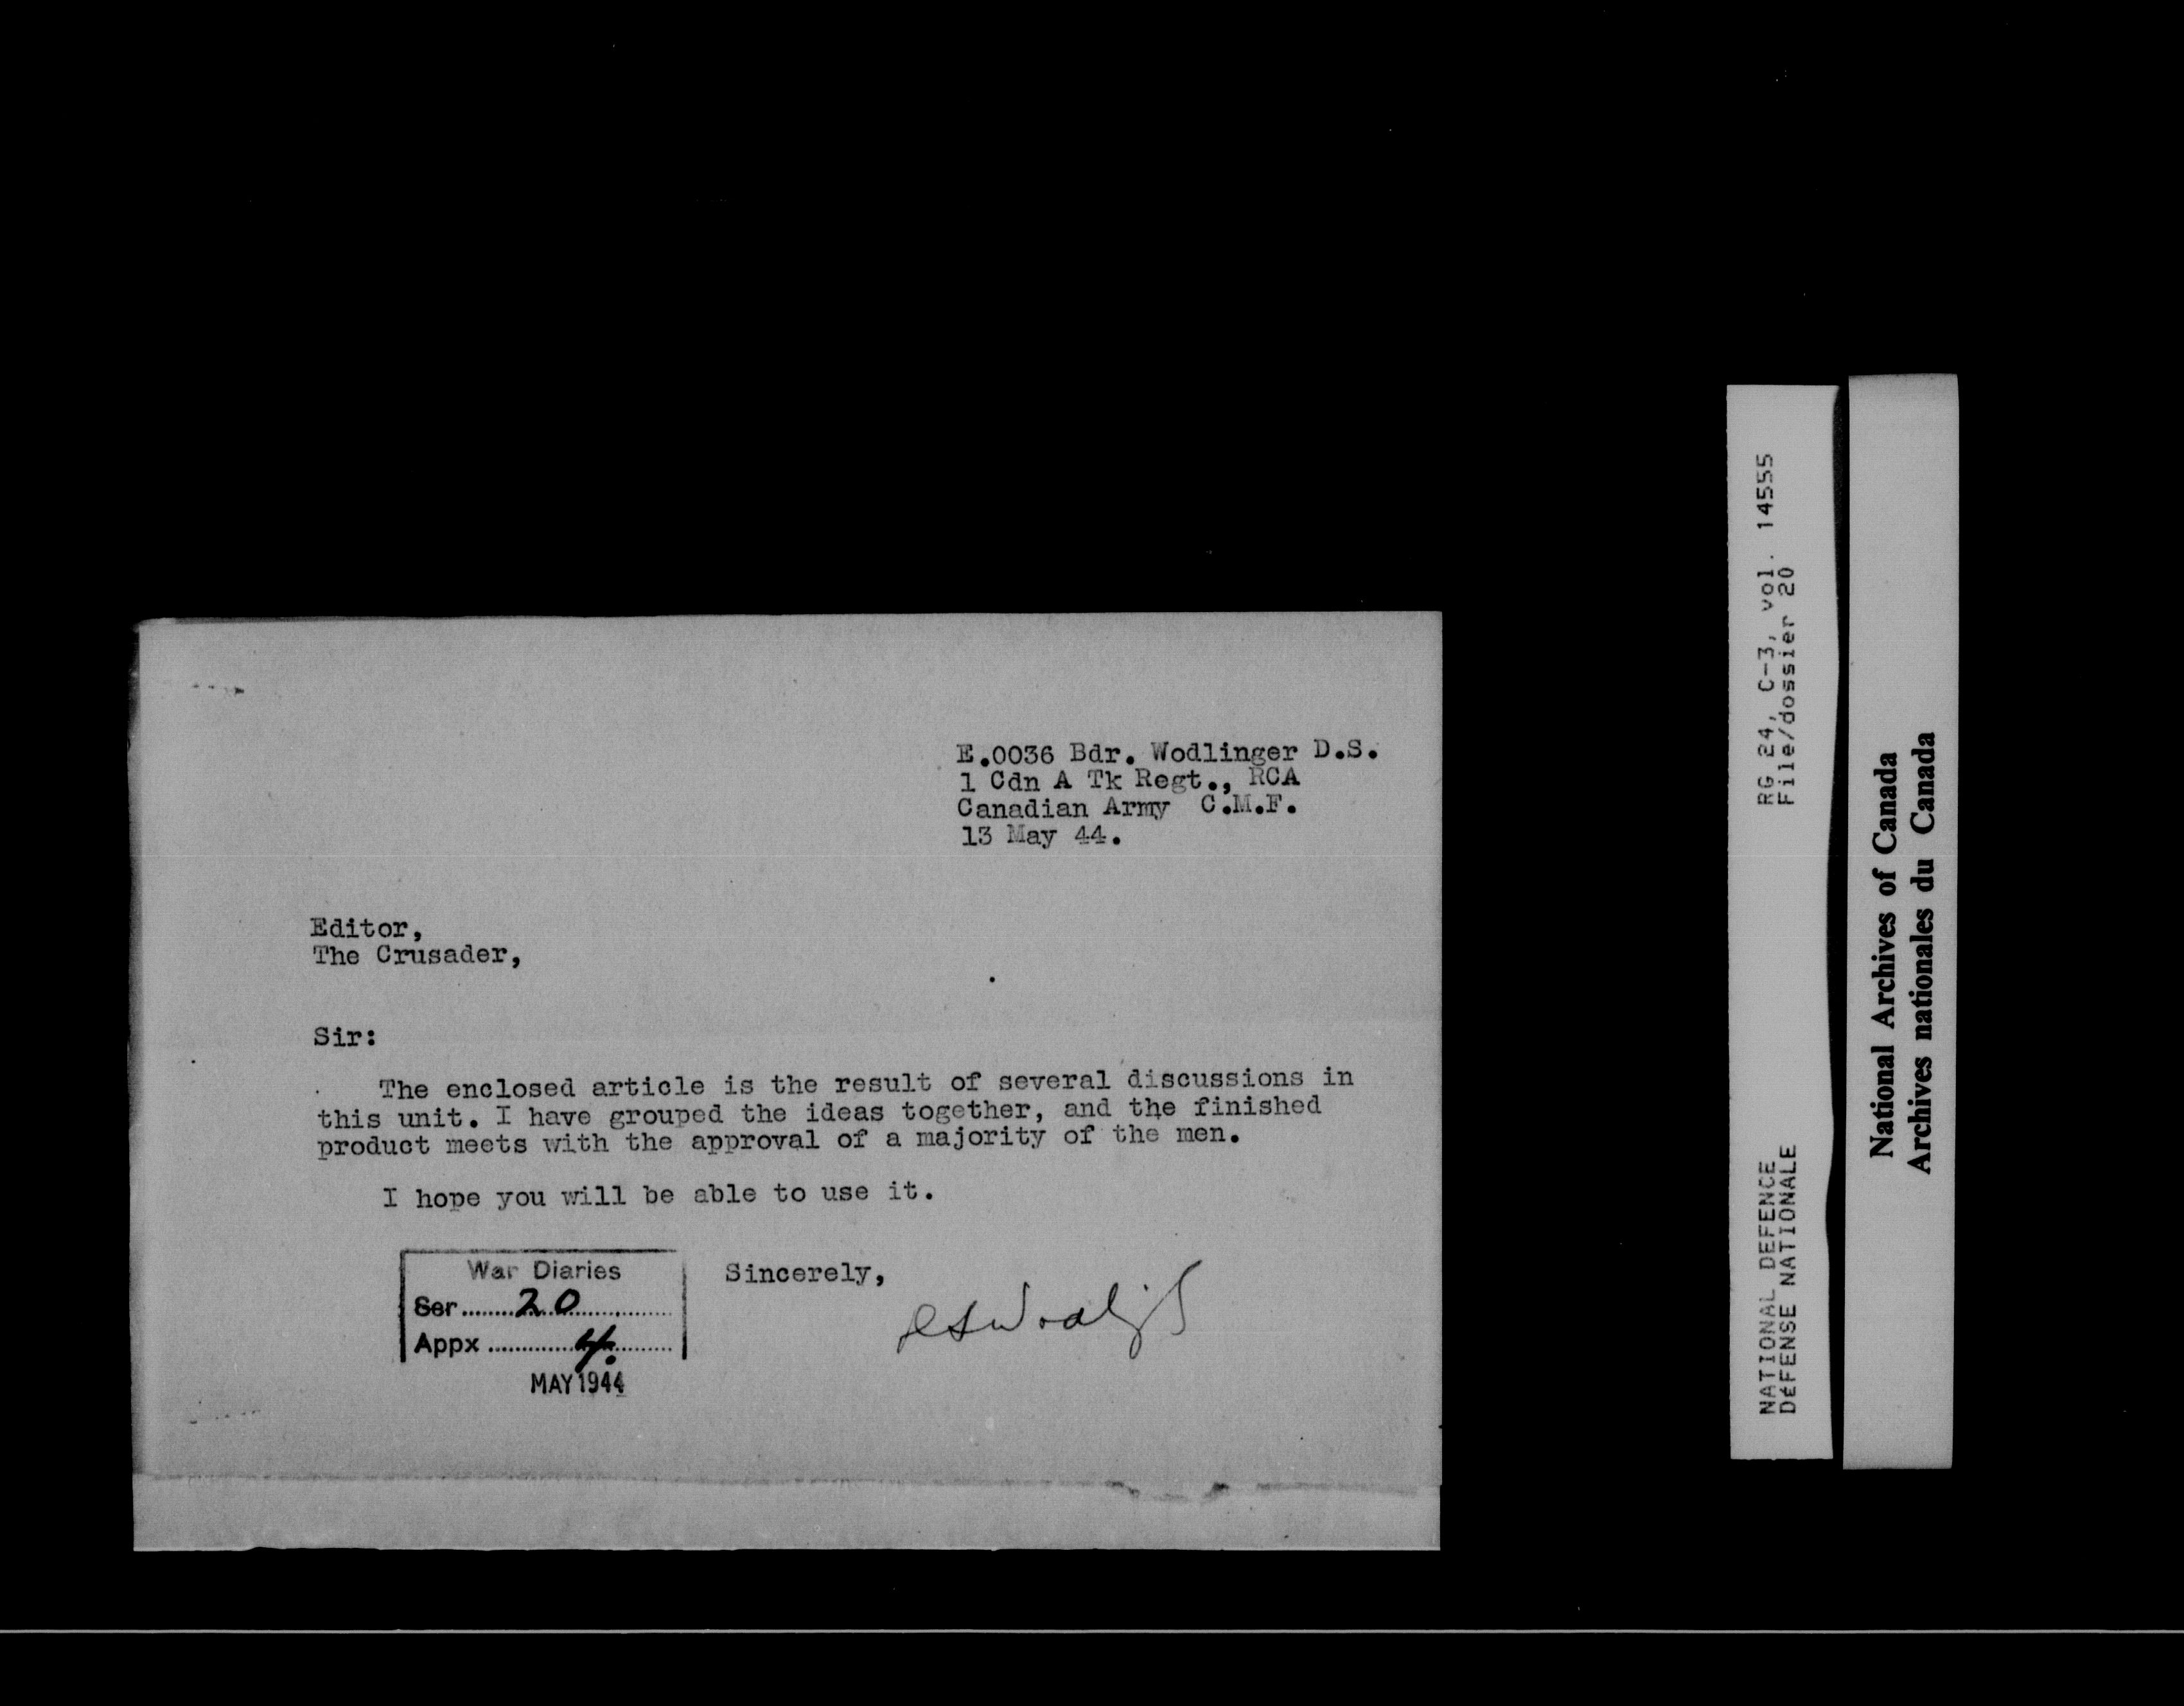 E.0036 Bdr. Wodlinger D.S.
1 Cdn A Tk Regt., RCA
Canadian Army C.M.F.
13 May 44.
Editor,
The Crusader,
Sir:
The enclosed article is the result of several discussions in
this unit. I have grouped the ideas together, and the finished
product meets with the approval of a majority of the men.
I hope you will be able to use it.
Sincerely,
War Diaries
Ser.........20..............
Appx ..............4...........
MAY 1944
NATIONAL DEFENCE RG 24, C-3, vol. 14555
DéFENSE NATIONALE File/dossier 20
National Archives of Canada
Archives nationales du Canada